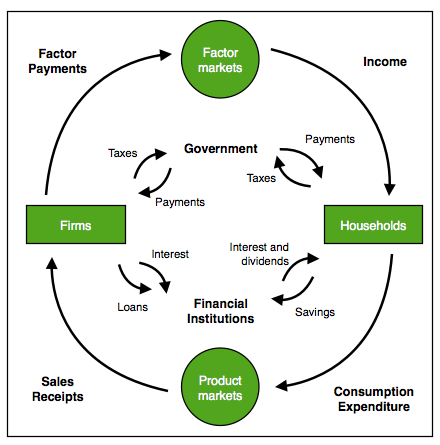 Factor
Payments
Factor
markets
Income
Taxes
Government
Payments
Taxes
Payments
Firms
Households
Interest
Interest and
dividends
Loans
Financial
Institutions
Savings
Sales
Receipts
Product
markets
Consumption
Expenditure